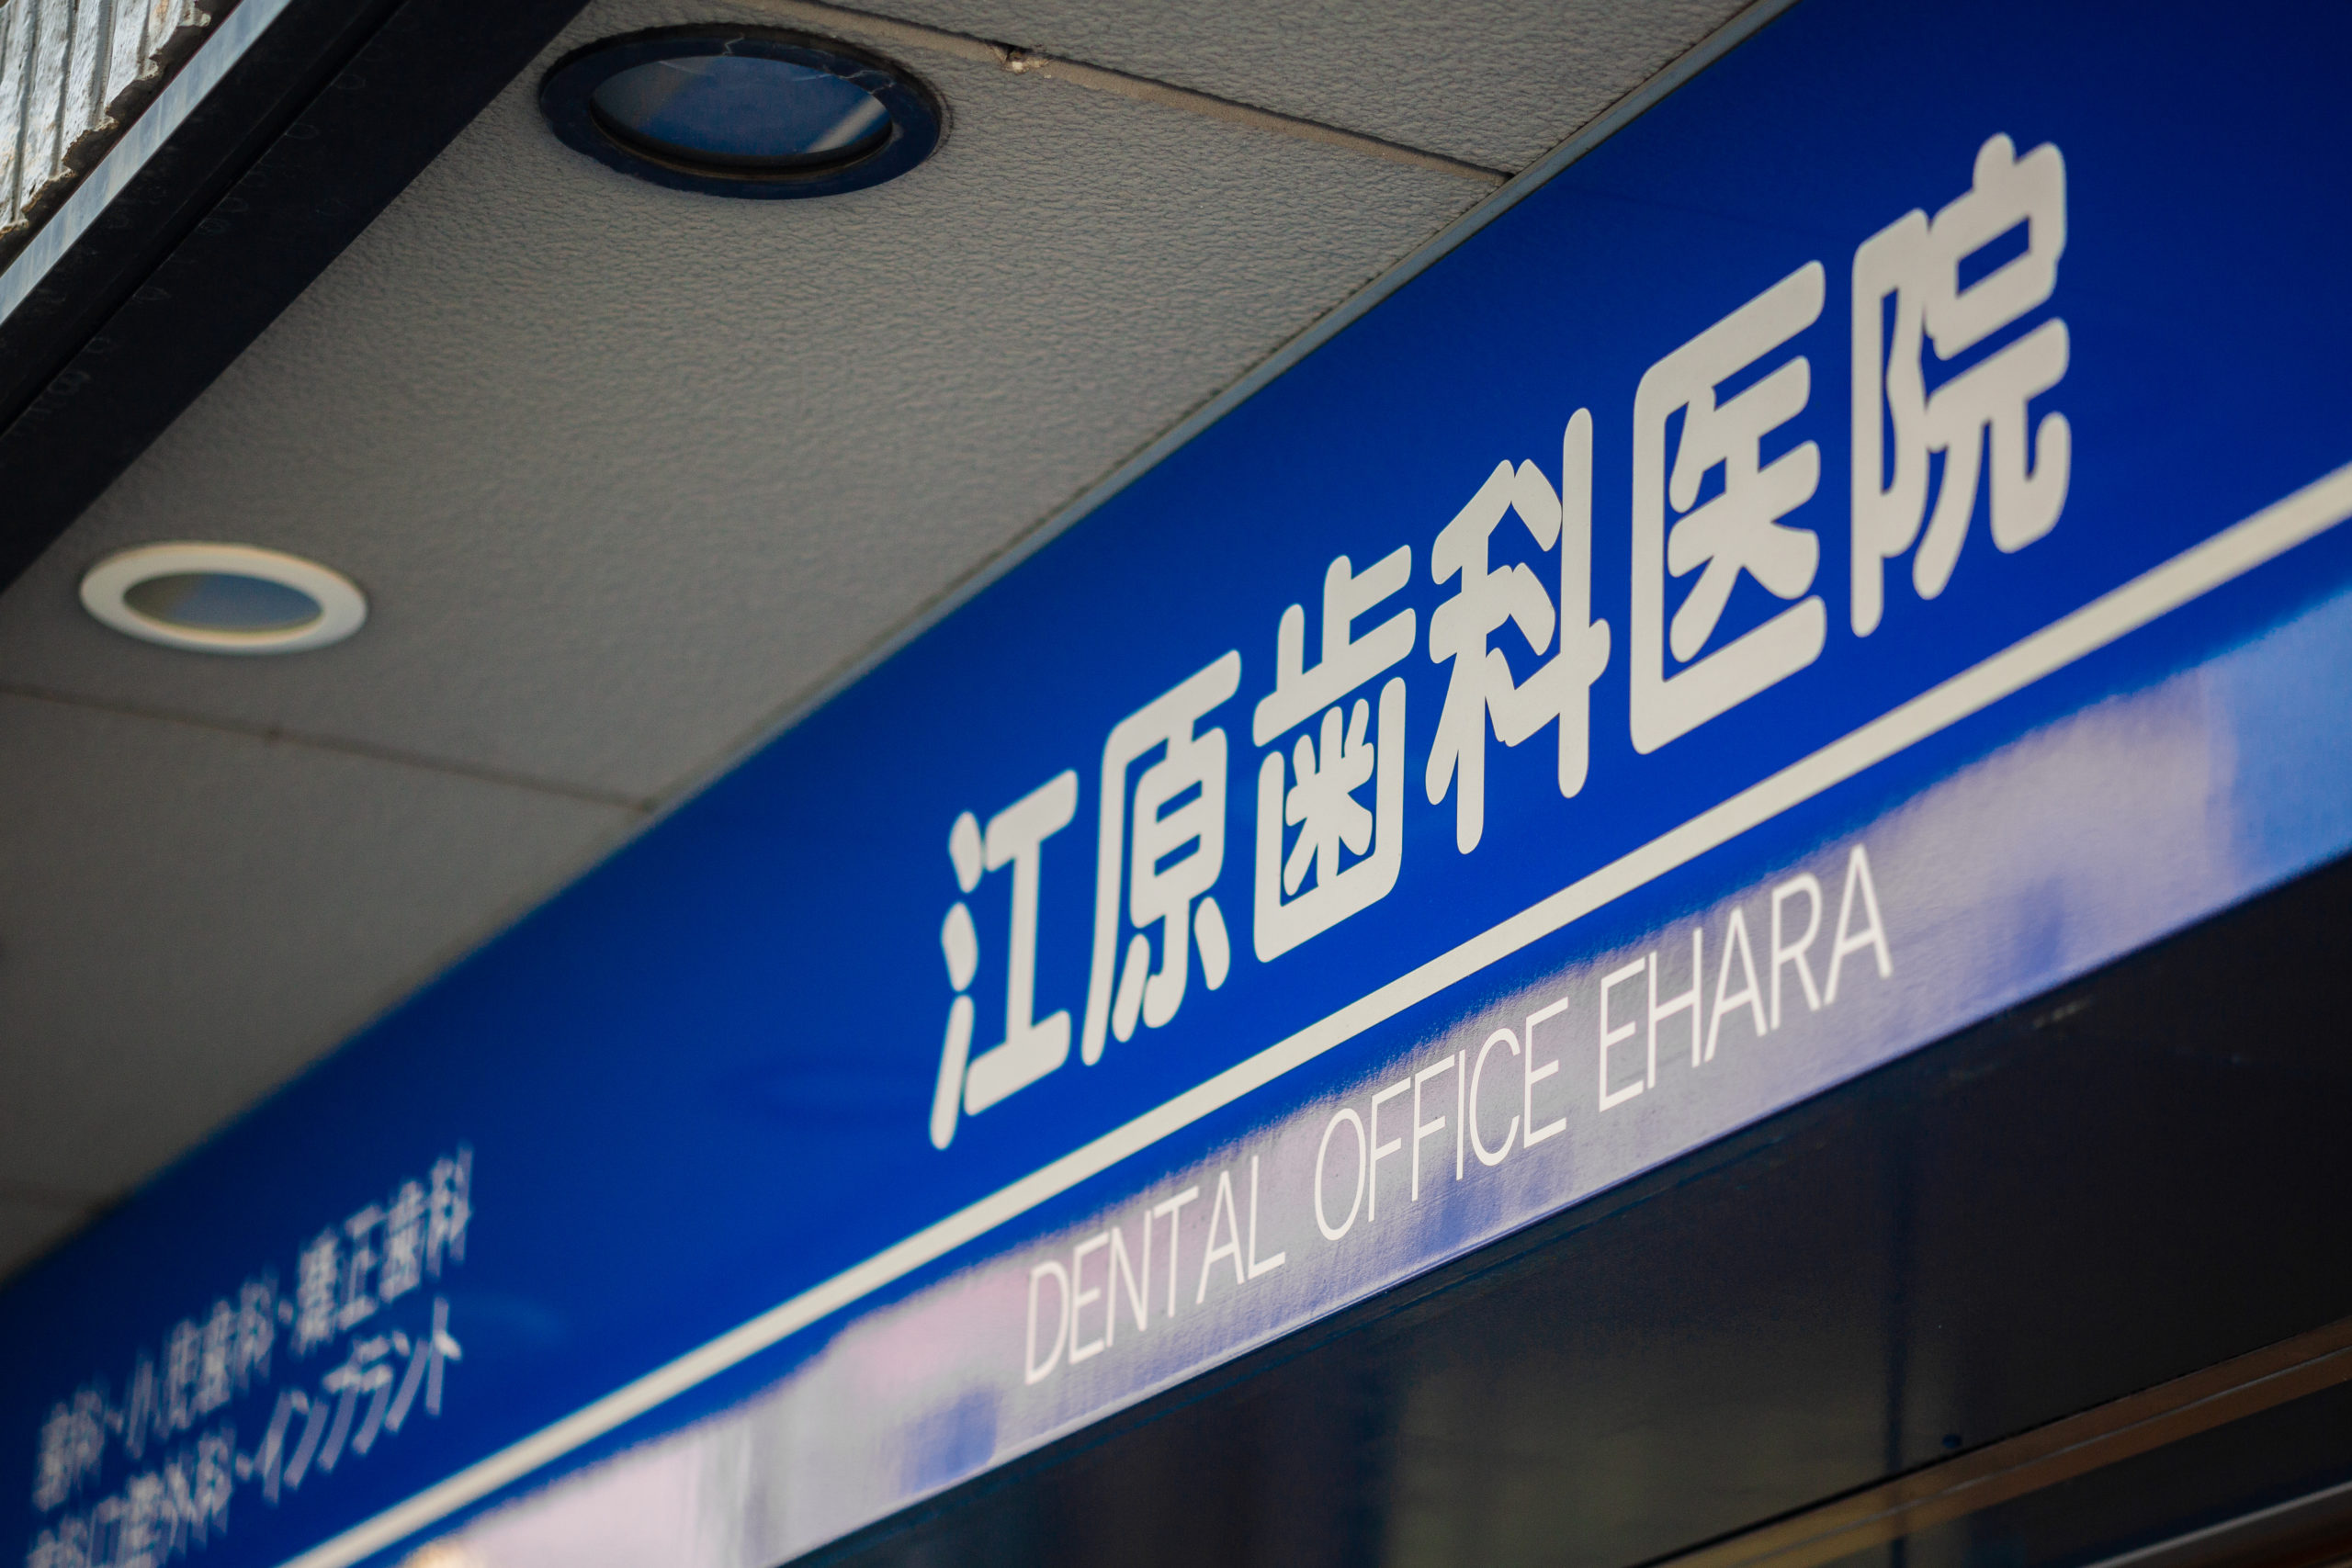 江原歯科医院
DENTAL OFFICE EHARA
歯科・小児歯科・矯正歯科
歯科口腔外科・インプラント